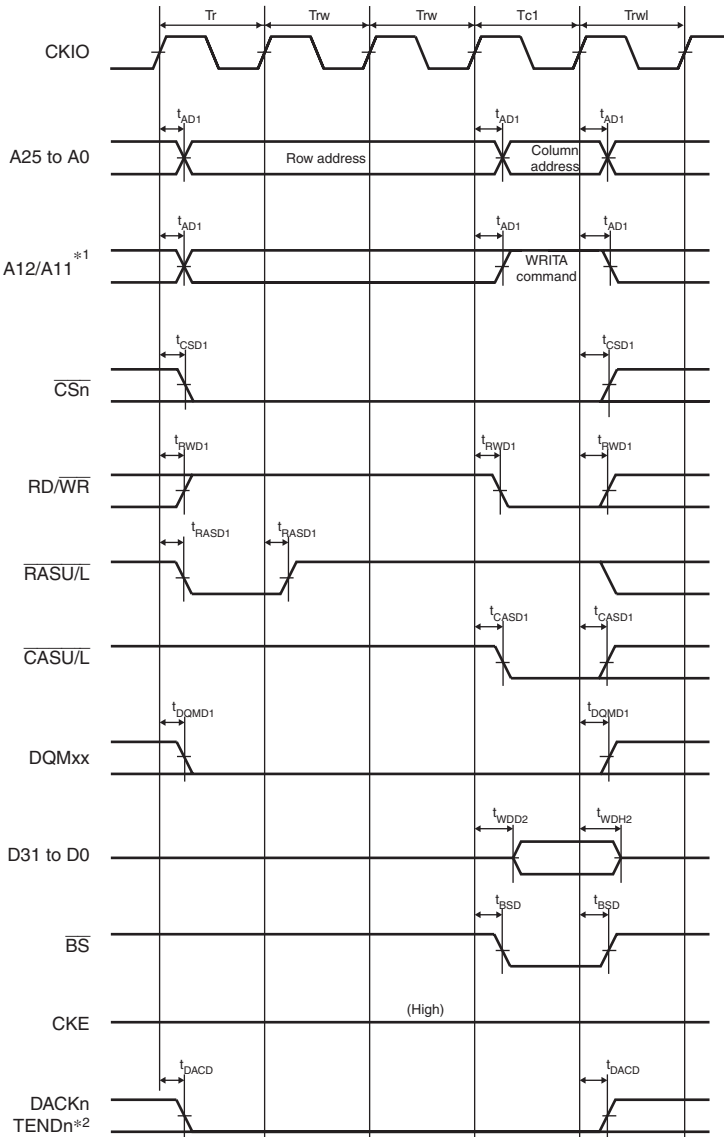 Tr Trw Trw Tc1 Trwl
CKIO
tAD1 tAD1 tAD1
A25 to A0 Row address Column address
tAD1 tAD1 tAD1
A12/A11*1 WRITA command
tCSD1 tCSD1
CSn
tRWD1 tRWD1 tRWD1
RD/WR
tRASD1 tRASD1
RASU/L
tCASD1 tCASD1
CASU/L
tDQMD1 tDQMD1
DQMxx
tWDD2 tWDH2
D31 to D0
tBSD tBSD
BS
(High)
CKE
tDACD tDACD
DACKn
TENDn*2